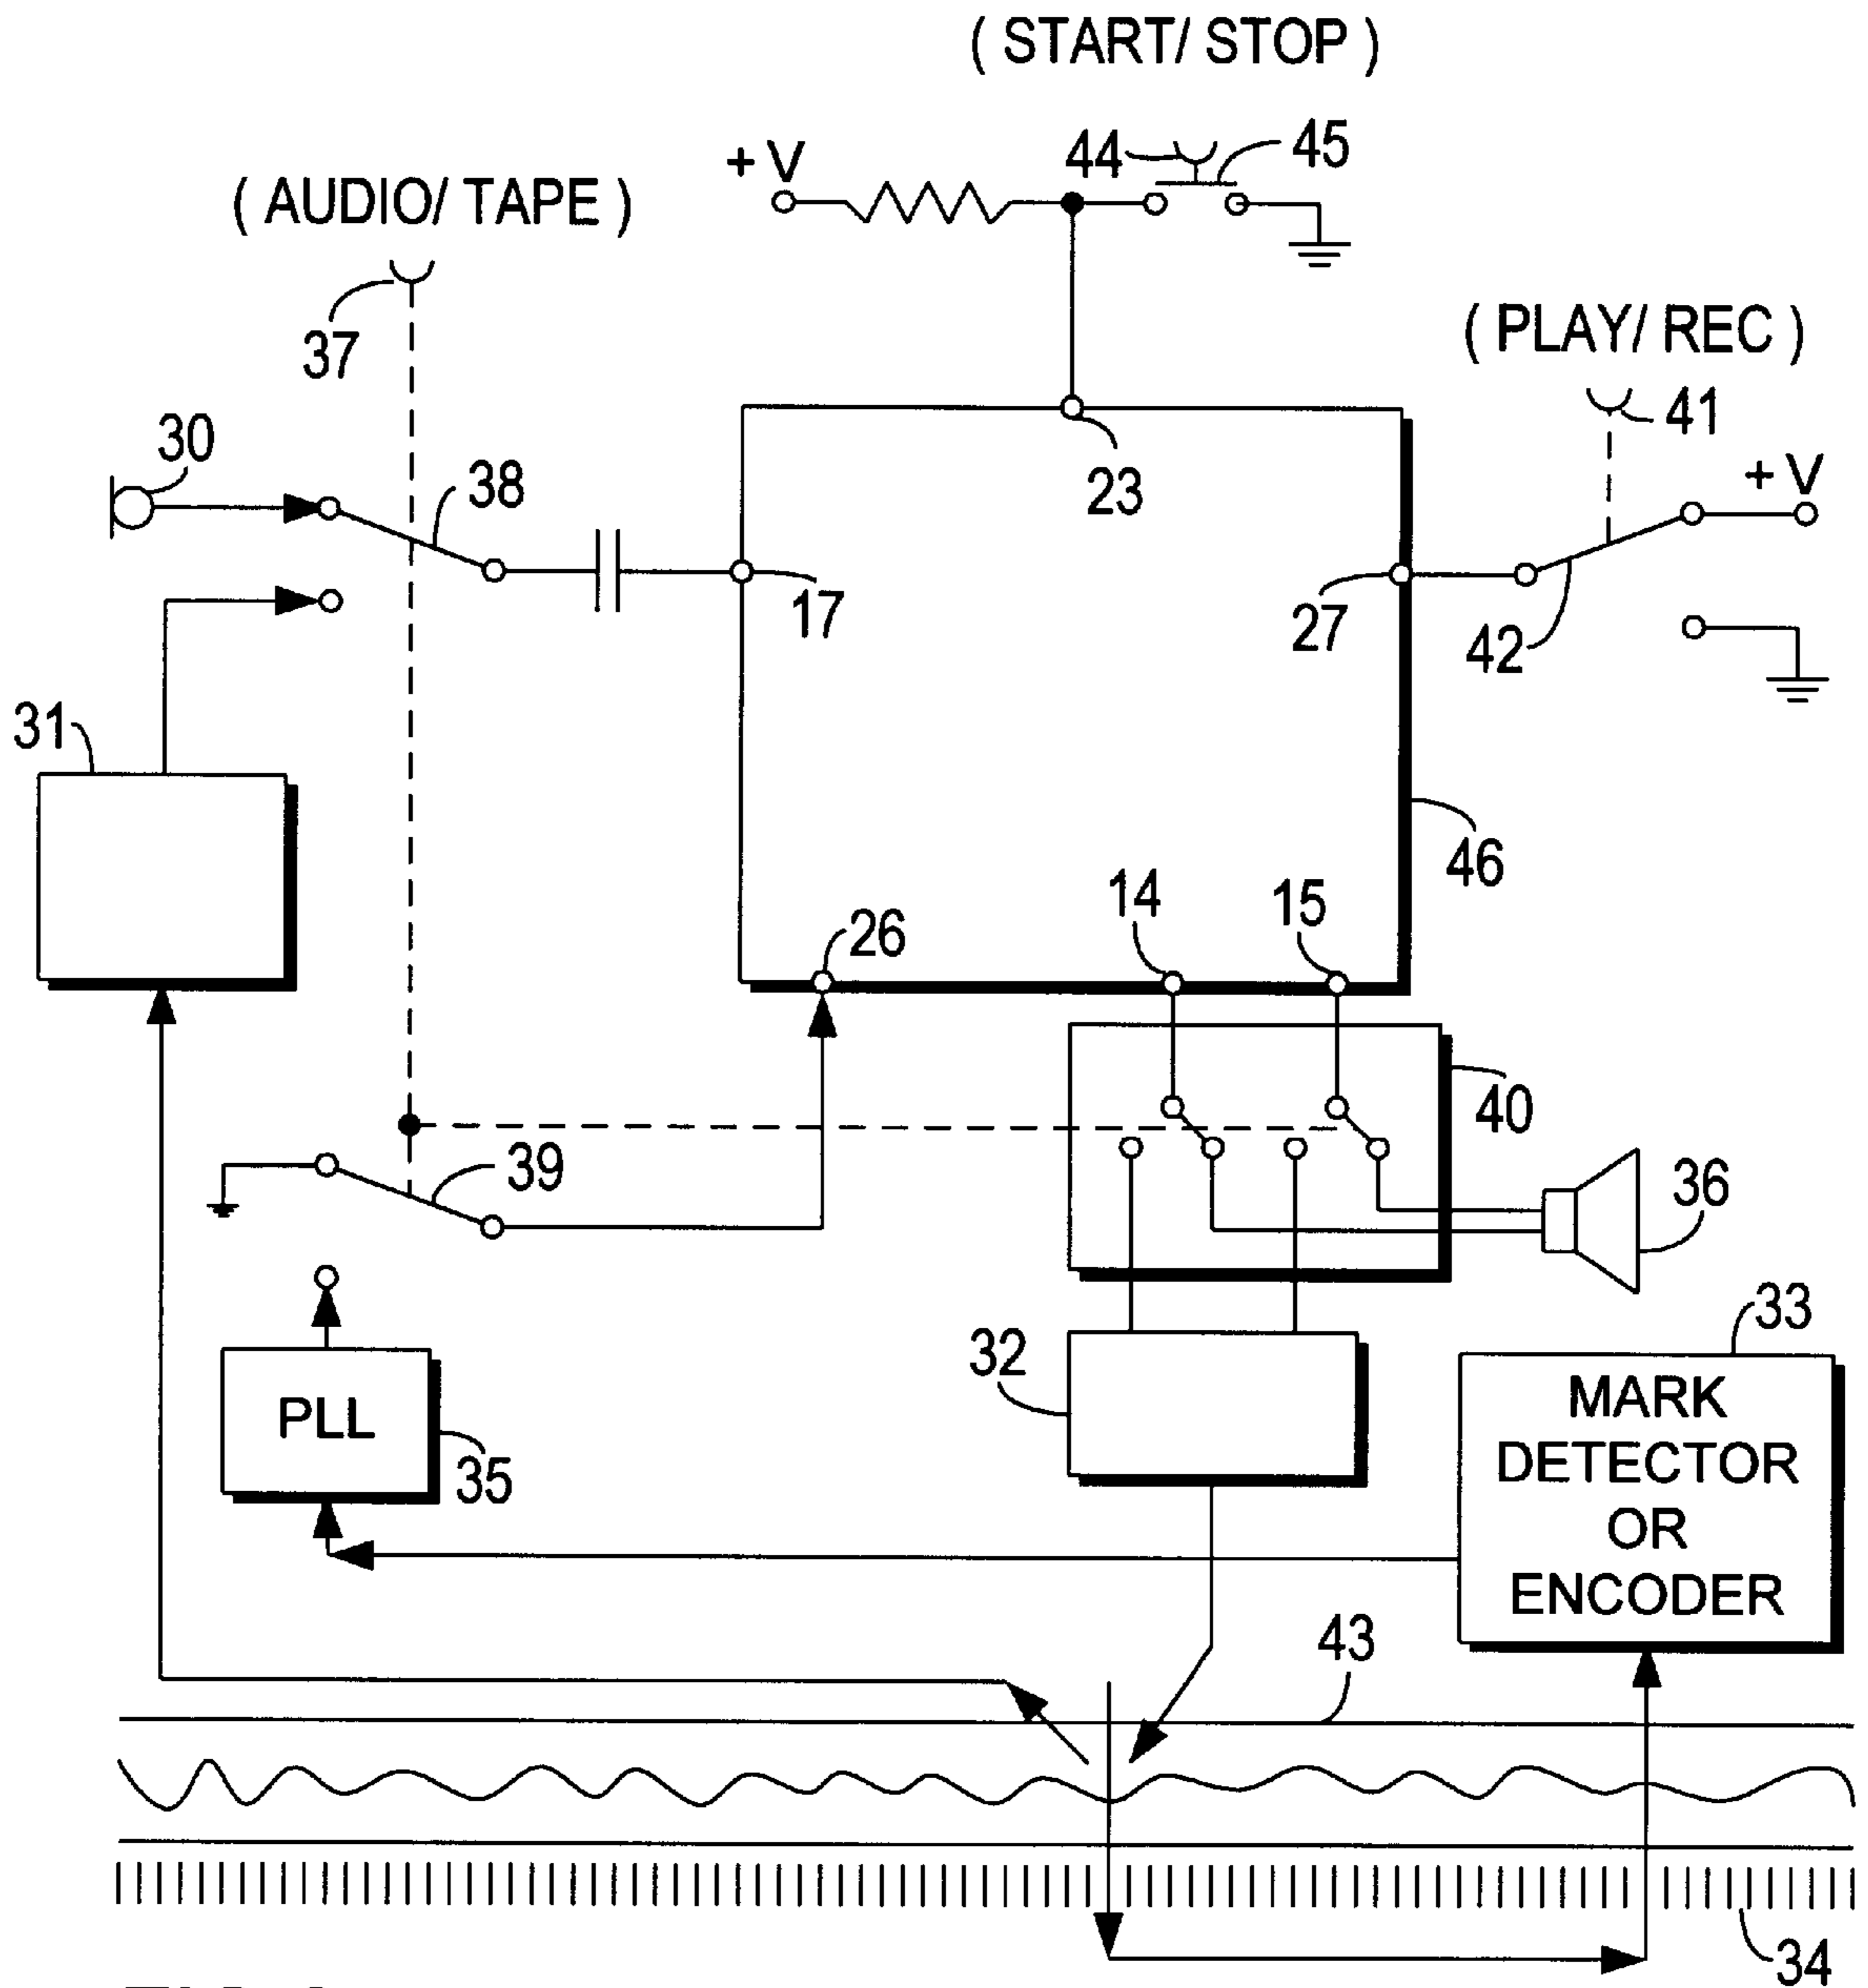 ( START/ STOP )
+ V
44
45
( AUDIO/ TAPE )
37
( PLAY/ REC )
41
30
38
23
+ V
17
27
42
31
46
14
15
26
40
39
36
33
32
PLL
35
MARK
DETECTOR
OR
ENCODER
43
34